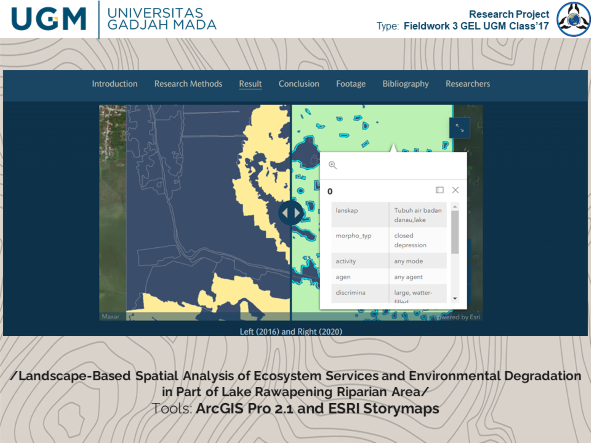 UGM
UNIVERSITAS
GADJAH MADA
Research Project
Type: Fieldwork 3 GEL UGM Class'17
Introduction Research Methods Result Conclusion Footage Bibliography Researchers
0
lanskap Tubuh air badan
danau,lake
morpho_typ closed
depression
activity any mode
agen any agent
discrimina large, watter-
filled
Maxar
powered by Esri
Left (2016) and Right (2020)
/Landscape-Based Spatial Analysis of Ecosystem Services and Environmental Degradation
in Part of Lake Rawapening Riparian Area/
Tools: ArcGIS Pro 2.1 and ESRI Storymaps